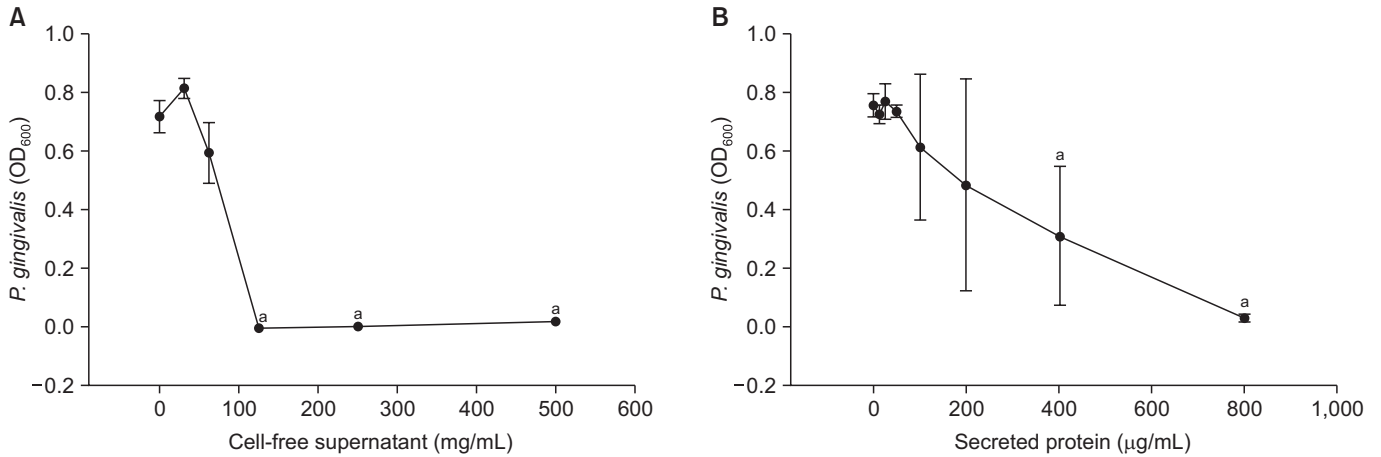 A
1.0
0.8
0.6
0.4
0.2
0.0
−0.2
P. gingivalis (OD600)
a
a
a
0 100 200 300 400 500 600
Cell-free supernatant (mg/mL)
B
1.0
0.8
0.6
0.4
0.2
0.0
−0.2
P. gingivalis (OD600)
a
a
0 200 400 600 800 1,000
Secreted protein (μg/mL)